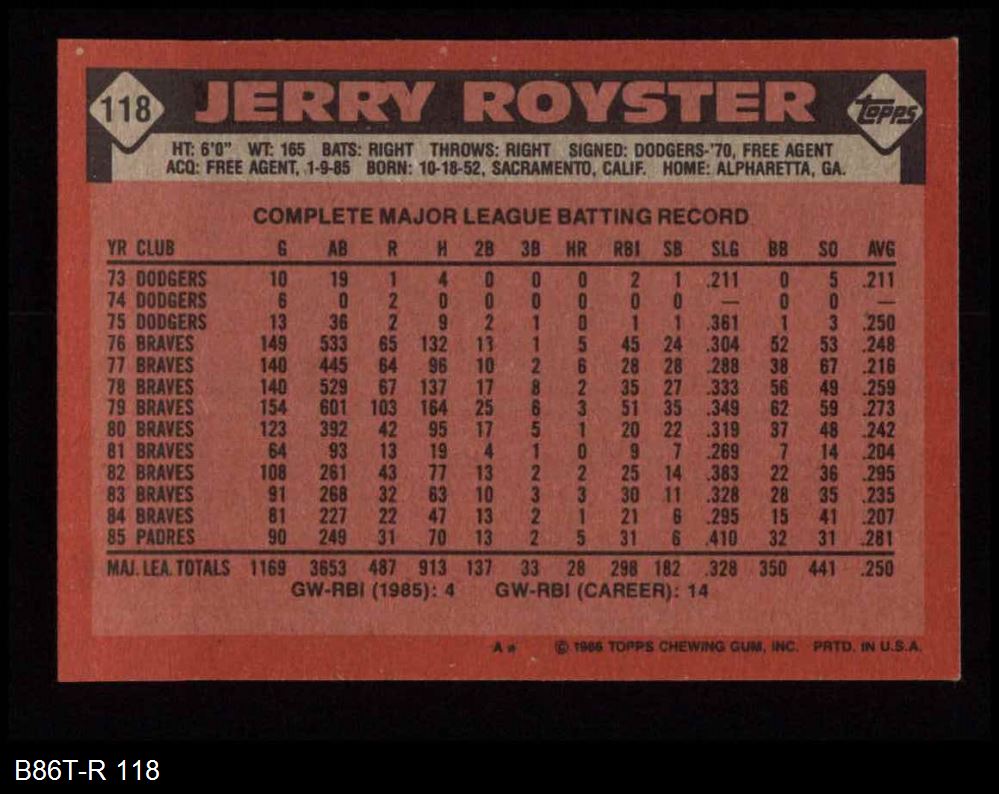 118 JERRY ROYSTER topps
HT: 6'0" WT: 165 BATS: RIGHT THROWS: RIGHT SIGNED: DODGERS-'70, FREE AGENT
ACQ: FREE AGENT, 1-9-85 BORN: 10-18-52, SACRAMENTO, CALIF. HOME: ALPHARETTA, GA.
COMPLETE MAJOR LEAGUE BATTING RECORD
YR CLUB G AB R H 2B 3B HR RBI SB SLG BB SO AVG
73 DODGERS 10 19 1 4 0 0 0 2 1 .211 0 5 .211
74 DODGERS 6 0 2 0 0 0 0 0 0 — 0 0 —
75 DODGERS 13 36 2 9 2 1 0 1 1 .361 1 3 .250
76 BRAVES 149 533 65 132 13 1 5 45 24 .304 52 53 .248
77 BRAVES 140 445 64 96 10 2 6 28 28 .288 38 67 .216
78 BRAVES 140 529 67 137 17 8 2 35 27 .333 56 49 .259
79 BRAVES 154 601 103 164 25 6 3 51 35 .349 62 59 .273
80 BRAVES 123 392 42 95 17 5 1 20 22 .319 37 48 .242
81 BRAVES 64 93 13 19 4 1 0 9 7 .269 7 14 .204
82 BRAVES 108 261 43 77 13 2 2 25 14 .383 22 36 .295
83 BRAVES 91 268 32 63 10 3 3 30 11 .328 28 35 .235
84 BRAVES 81 227 22 47 13 2 1 21 6 .295 15 41 .207
85 PADRES 90 249 31 70 13 2 5 31 6 .410 32 31 .281
MAJ. LEA. TOTALS 1169 3653 487 913 137 33 28 298 182 .328 350 441 .250
GW-RBI (1985): 4 GW-RBI (CAREER): 14
A* © 1986 TOPPS CHEWING GUM, INC. PRTD. IN U.S.A.
B86T-R 118